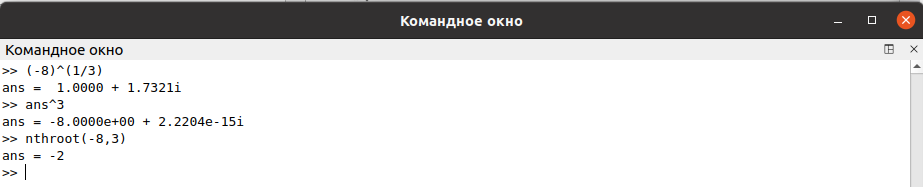 Командное окно
Командное окно
>> (-8)^(1/3)
ans =  1.0000 + 1.7321i
>> ans^3
ans = -8.0000e+00 + 2.2204e-15i
>> nthroot(-8,3)
ans = -2
>>